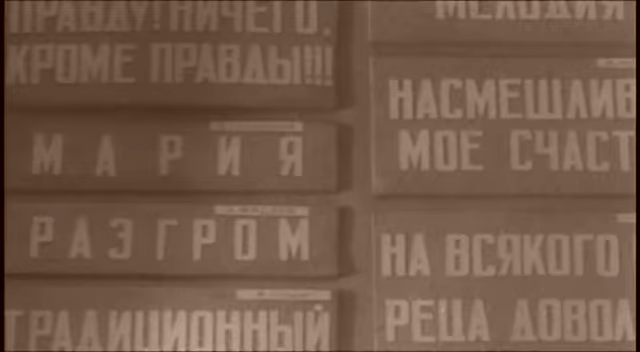 ПРАВДУ! НИЧЕГО,
КРОМЕ ПРАВДЫ!!!
МАРИЯ
РАЗГРОМ
ТРАДИЦИОННЫЙ
МЕЛОДИЯ
НАСМЕШЛИВ
МОЕ СЧАСТ
НА ВСЯКОГО
РЕЦА ДОВОЛ